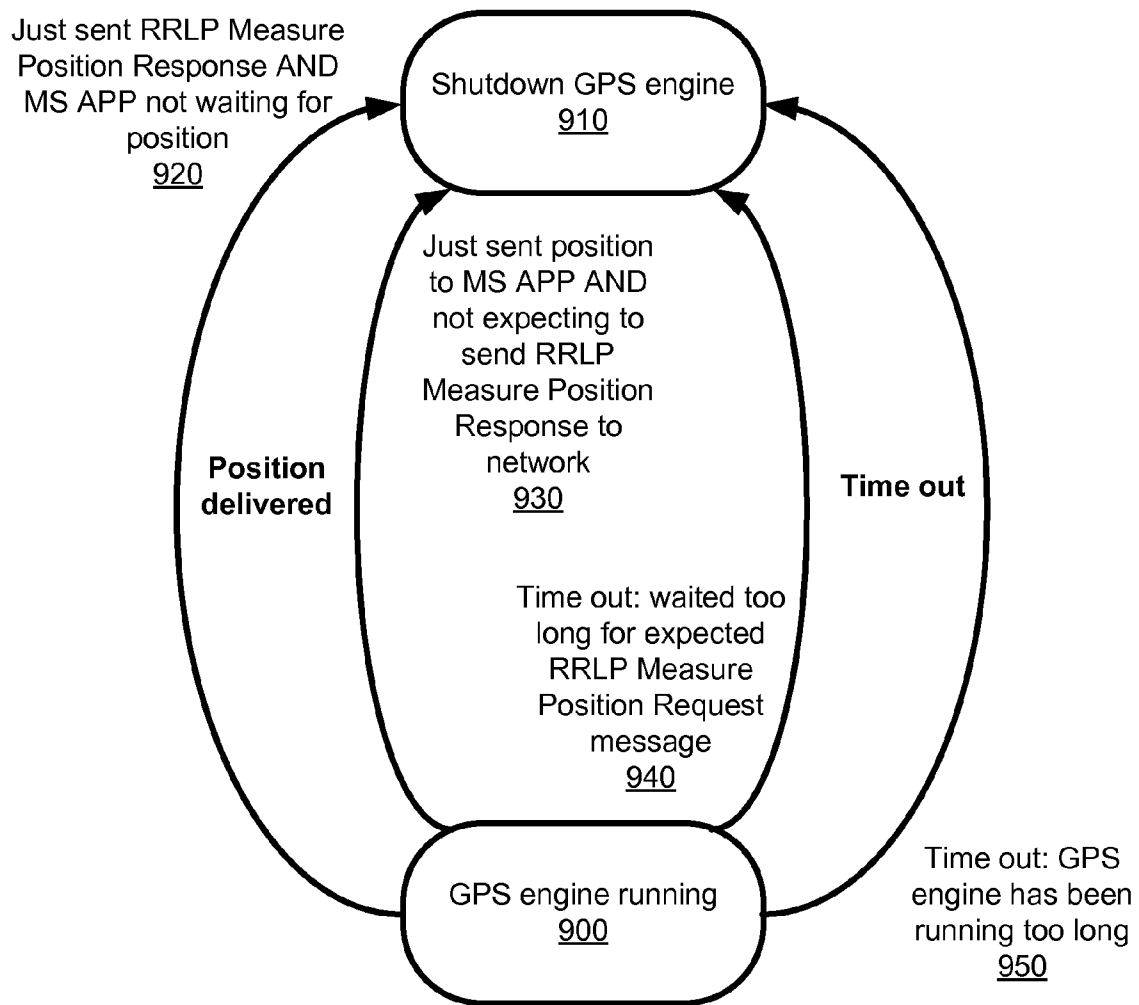 Just sent RRLP Measure
Position Response AND
MS APP not waiting for
position
920
Shutdown GPS engine
910
Just sent position
to MS APP AND
not expecting to
send RRLP
Measure Position
Response to
network
930
Position
delivered
Time out
Time out: waited too
long for expected
RRLP Measure
Position Request
message
940
GPS engine running
900
Time out: GPS
engine has been
running too long
950